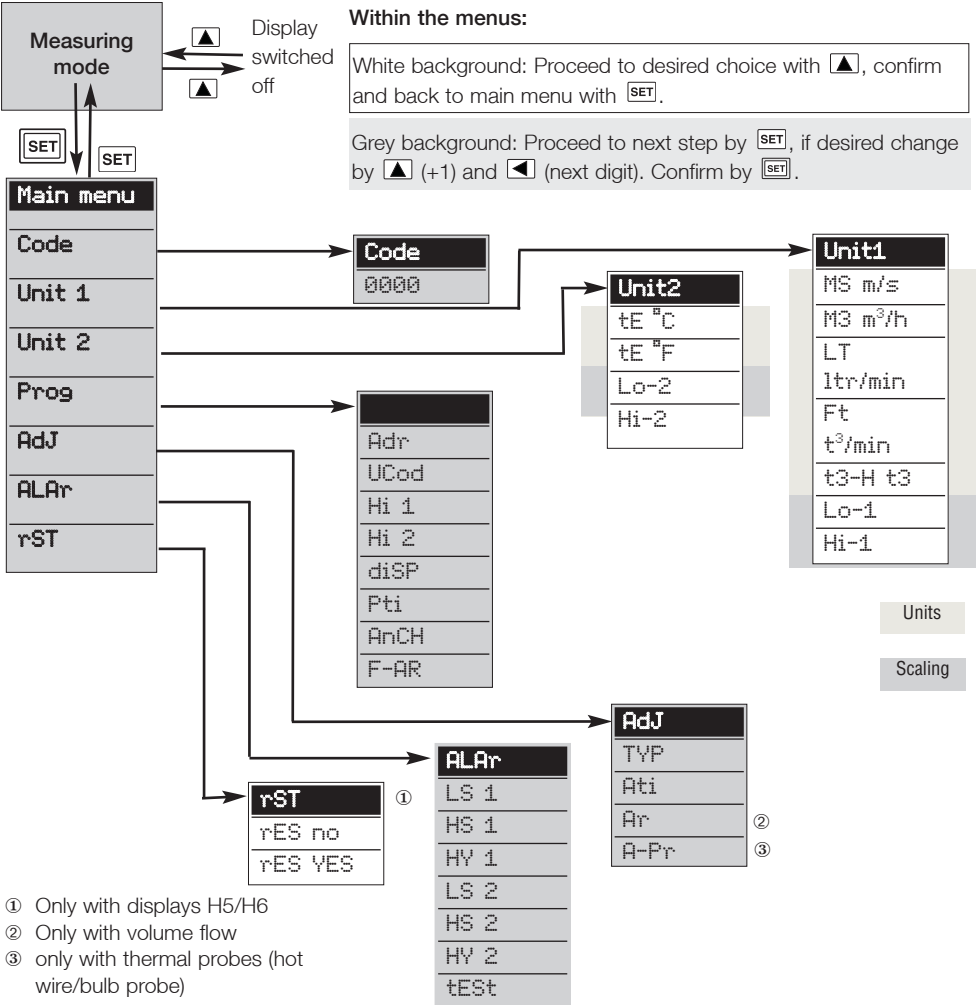 Measuring
mode
▲
▲
Display
switched
off
SET
SET
Within the menus:
White background: Proceed to desired choice with ▲, confirm
and back to main menu with SET.
Grey background: Proceed to next step by SET, if desired change
by ▲ (+1) and ◀ (next digit). Confirm by SET.
Main menu
Code
Unit 1
Unit 2
Prog
AdJ
ALAr
rST
Code
0000
Unit2
tE °C
tE °F
Lo-2
Hi-2
Unit1
MS m/s
M3 m³/h
LT
ltr/min
Ft
t³/min
t3-H t3
Lo-1
Hi-1
Adr
UCod
Hi 1
Hi 2
diSP
Pti
AnCH
F-AR
Units
Scaling
AdJ
TYP
Ati
Ar ②
A-Pr ③
ALAr
LS 1
HS 1
HY 1
LS 2
HS 2
HY 2
tESt
rST ①
rES no
rES YES
① Only with displays H5/H6
② Only with volume flow
③ only with thermal probes (hot
wire/bulb probe)